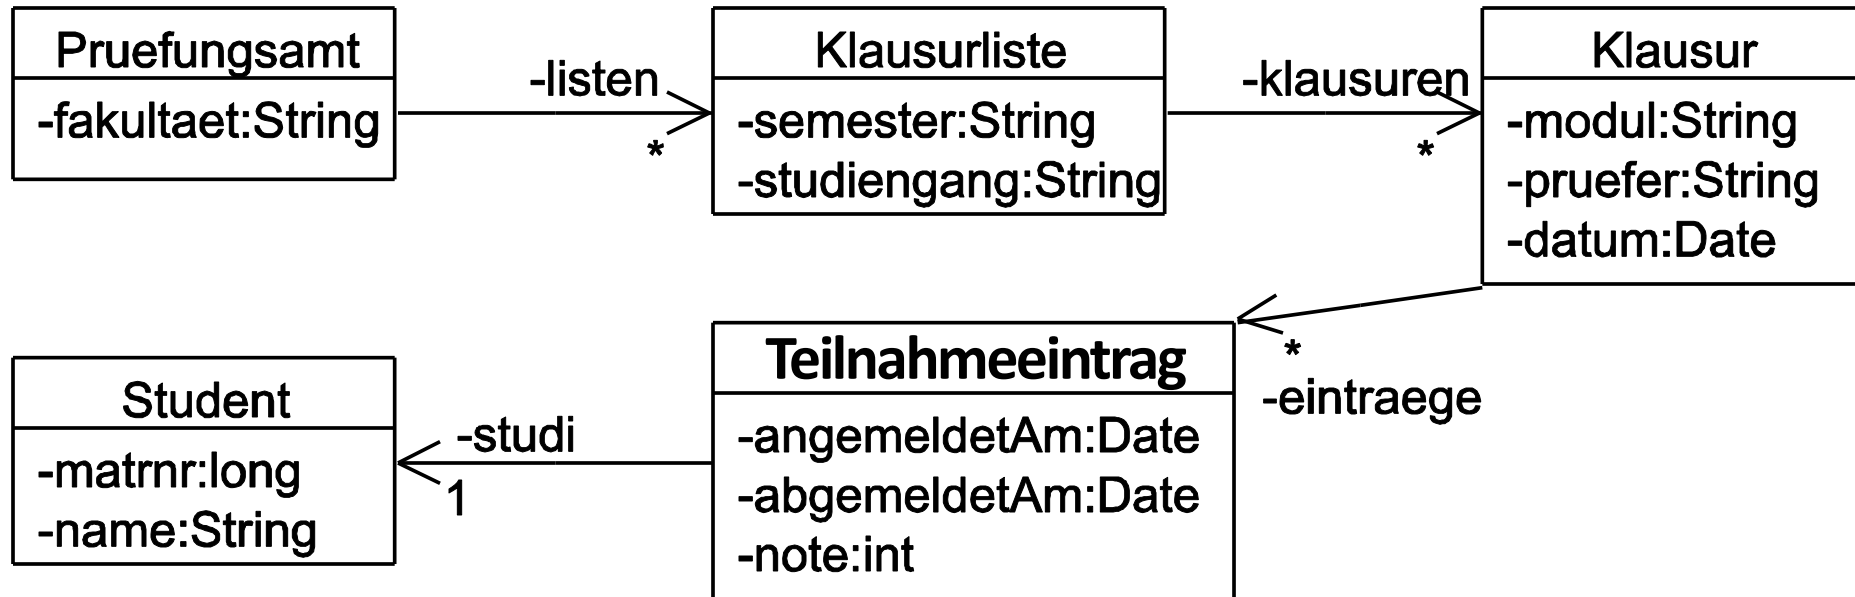 Pruefungsamt
-fakultaet:String
-listen
*
Klausurliste
-semester:String
-studiengang:String
-klausuren
*
Klausur
-modul:String
-pruefer:String
-datum:Date
*
-eintraege
Teilnahmeeintrag
-angemeldetAm:Date
-abgemeldetAm:Date
-note:int
-studi
1
Student
-matrnr:long
-name:String